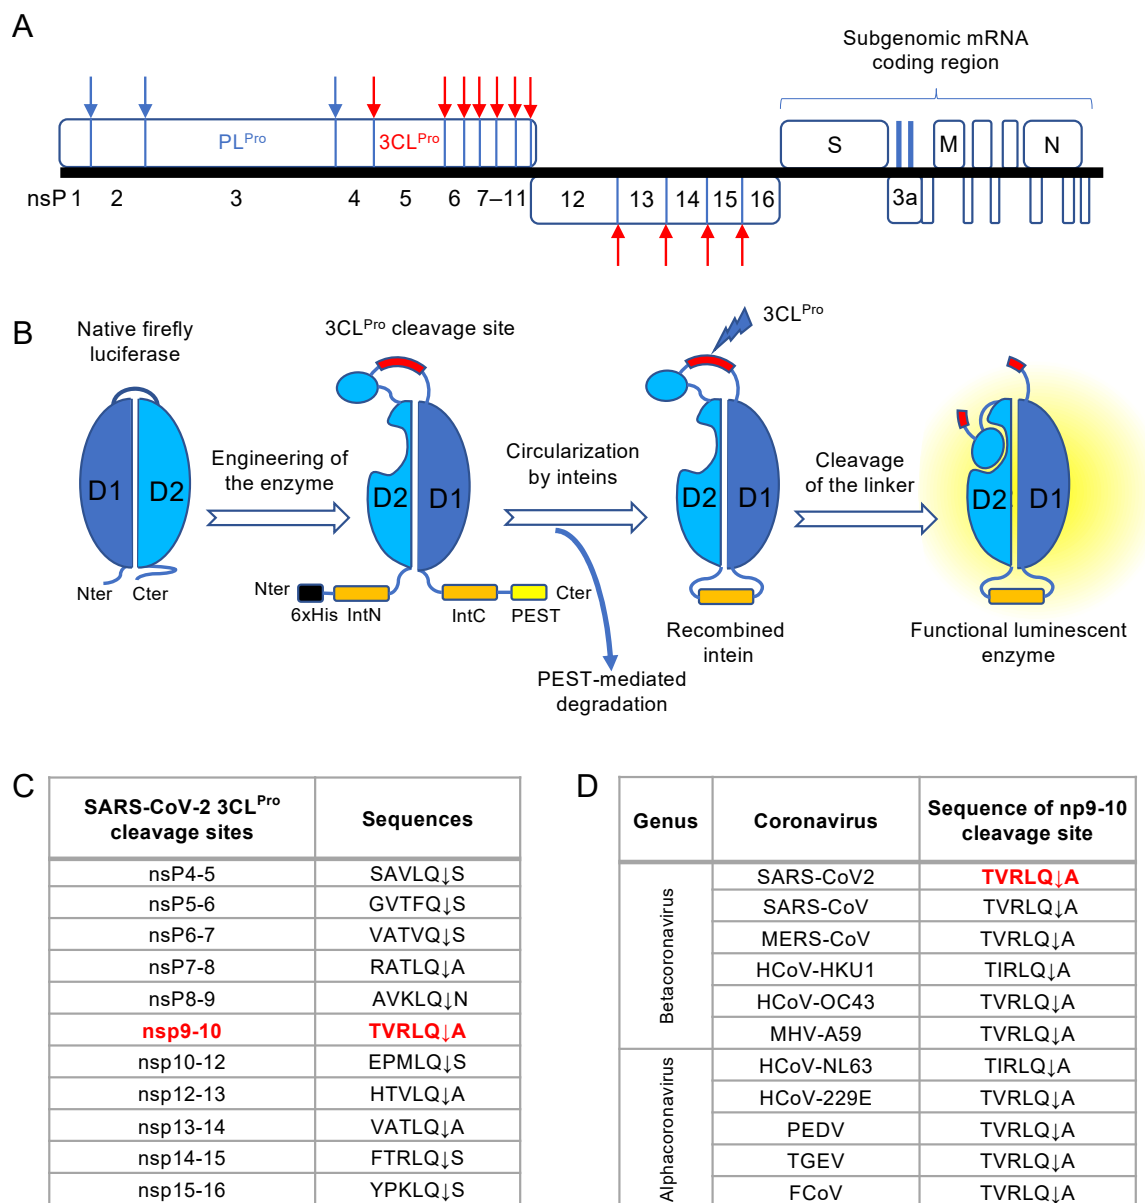 A
Subgenomic mRNA
coding region
PLPro
3CLPro
S
M
N
nsP 1 2 3 4 5 6 7–11 12 13 14 15 16 3a
B
Native firefly
luciferase
D1 D2
Nter Cter
Engineering of
the enzyme
3CLPro cleavage site
D2 D1
Nter
6xHis IntN
IntC PEST
Cter
Circularization
by inteins
PEST-mediated
degradation
3CLPro
D2 D1
Recombined
intein
Cleavage
of the linker
D2 D1
Functional luminescent
enzyme
C
SARS-CoV-2 3CLPro
cleavage sites
Sequences
nsP4-5 SAVLQ↓S
nsP5-6 GVTFQ↓S
nsP6-7 VATVQ↓S
nsP7-8 RATLQ↓A
nsP8-9 AVKLQ↓N
nsp9-10 TVRLQ↓A
nsp10-12 EPMLQ↓S
nsp12-13 HTVLQ↓A
nsp13-14 VATLQ↓A
nsp14-15 FTRLQ↓S
nsp15-16 YPKLQ↓S
D
Genus
Coronavirus
Sequence of np9-10
cleavage site
Betacoronavirus
SARS-CoV2 TVRLQ↓A
SARS-CoV TVRLQ↓A
MERS-CoV TVRLQ↓A
HCoV-HKU1 TIRLQ↓A
HCoV-OC43 TVRLQ↓A
MHV-A59 TVRLQ↓A
Alphacoronavirus
HCoV-NL63 TIRLQ↓A
HCoV-229E TVRLQ↓A
PEDV TVRLQ↓A
TGEV TVRLQ↓A
FCoV TVRLQ↓A